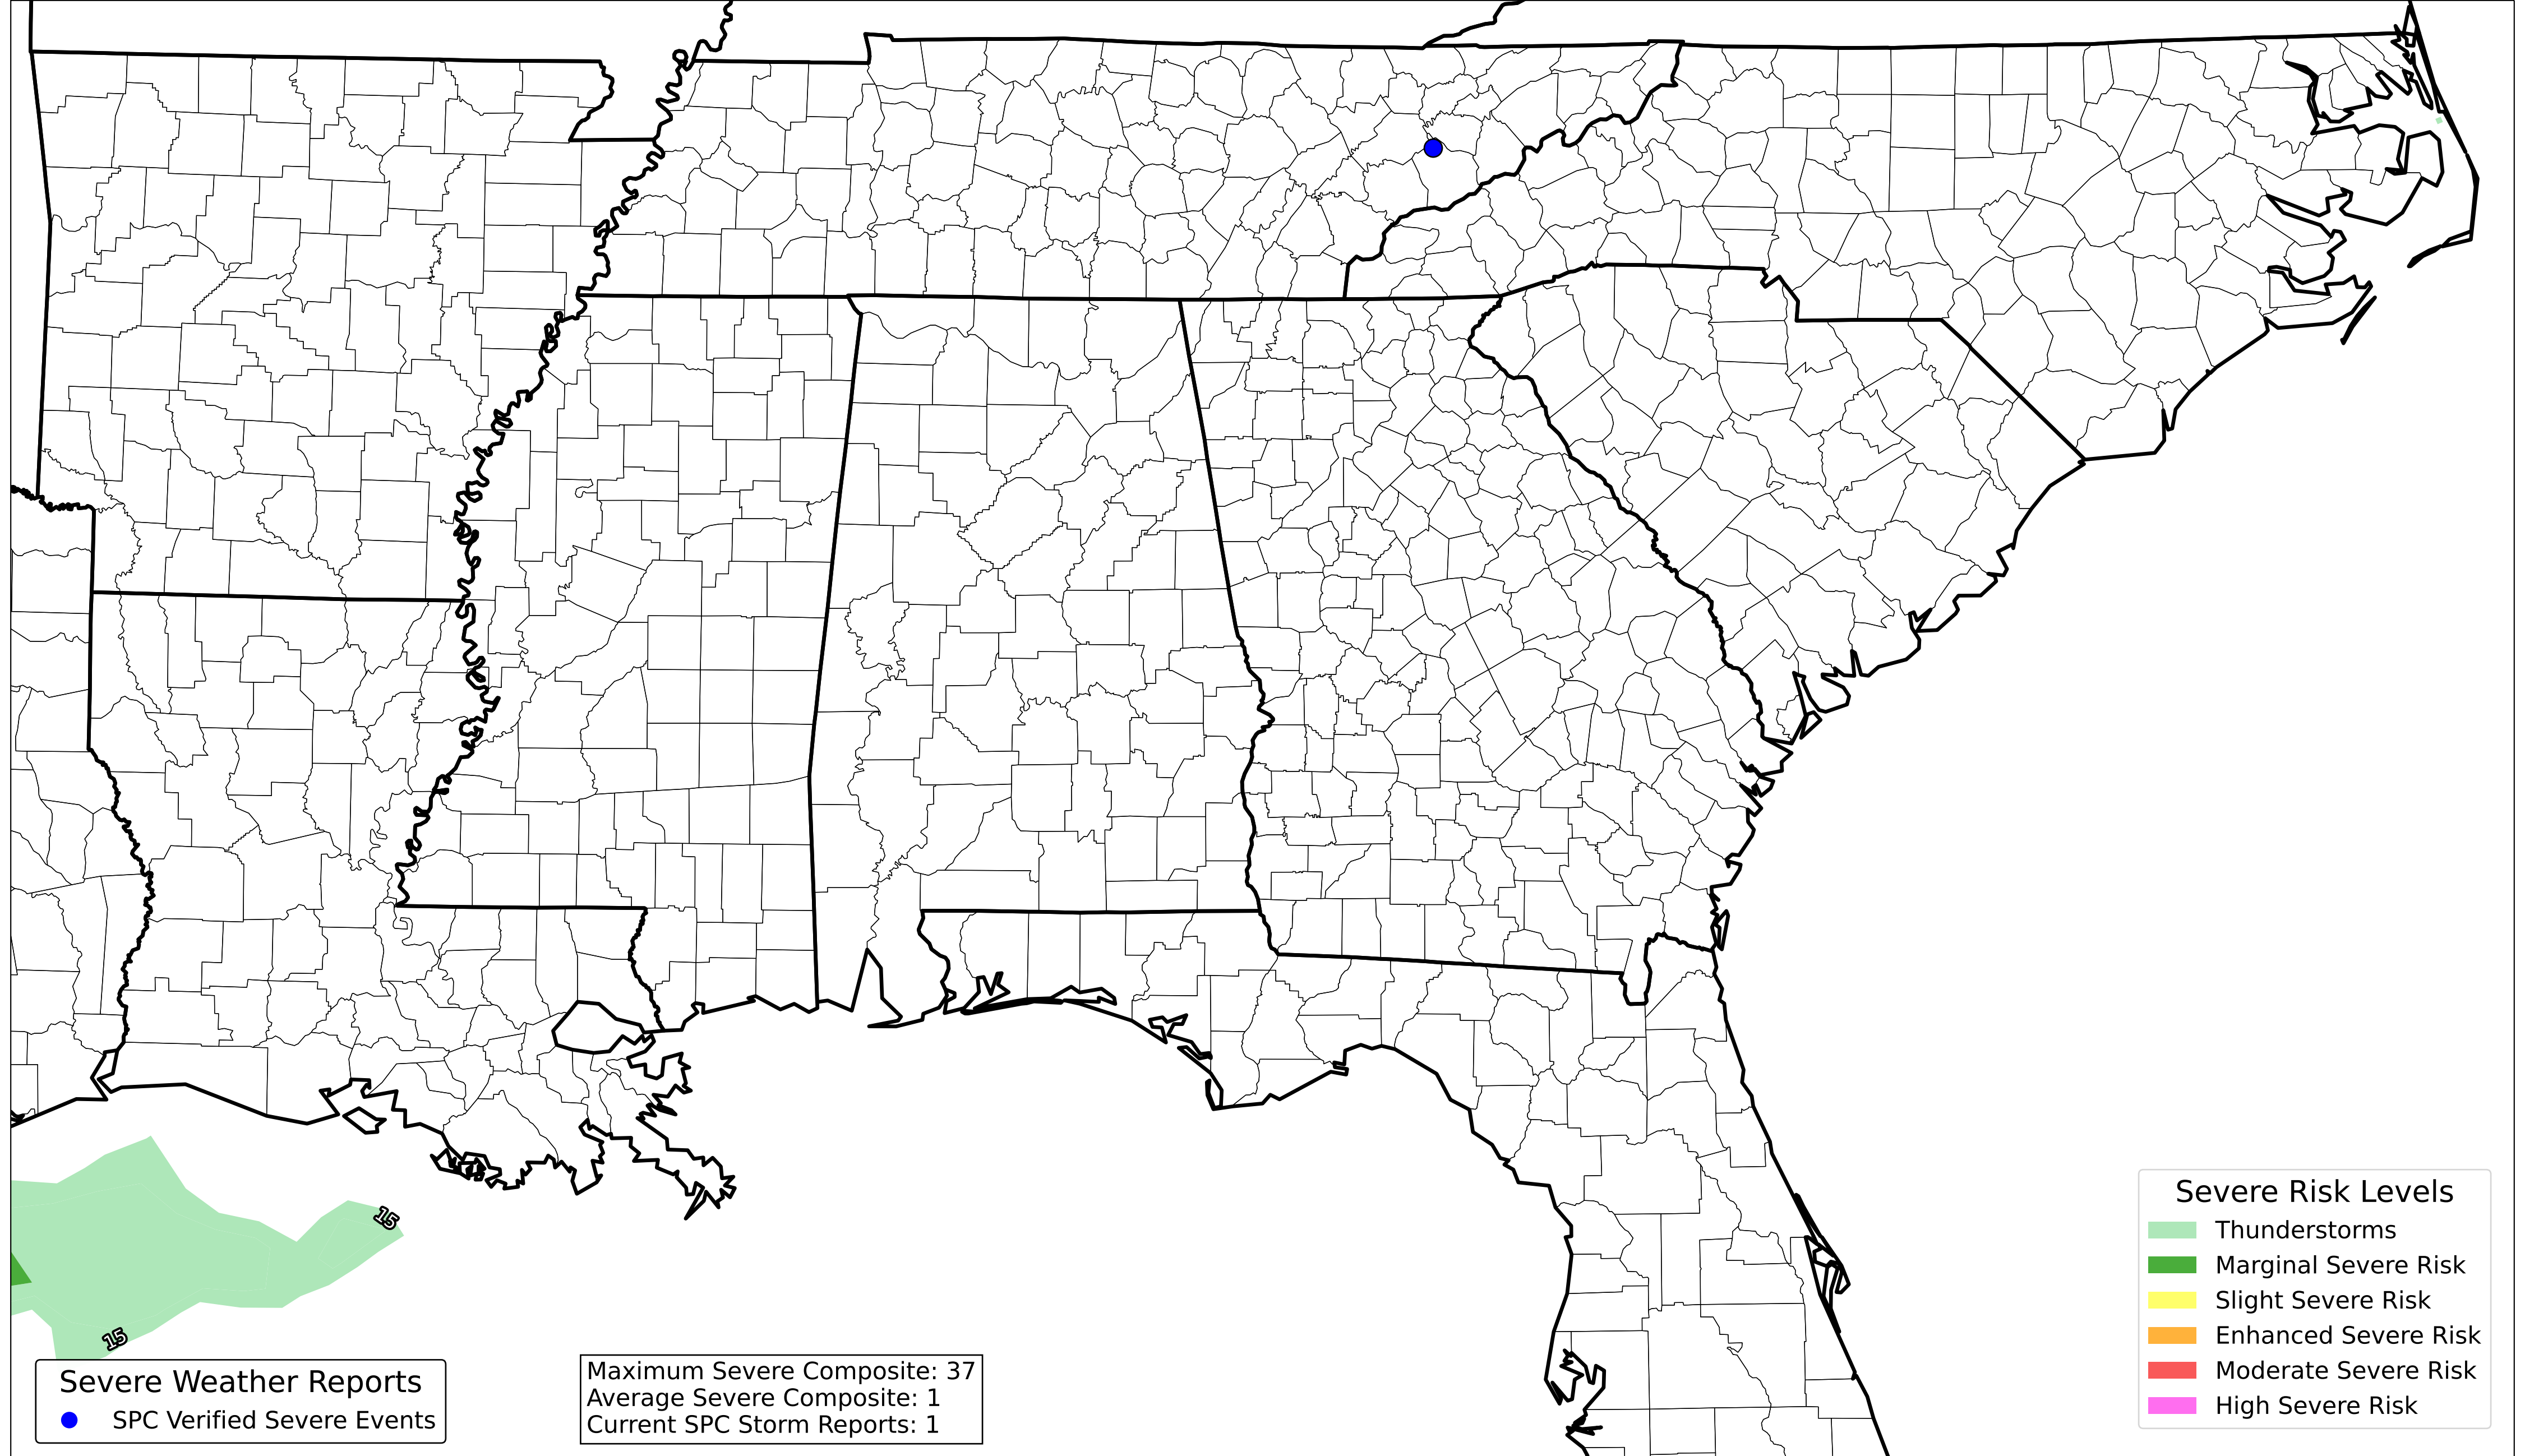 15
15
Severe Weather Reports
SPC Verified Severe Events
Maximum Severe Composite: 37
Average Severe Composite: 1
Current SPC Storm Reports: 1
Severe Risk Levels
Thunderstorms
Marginal Severe Risk
Slight Severe Risk
Enhanced Severe Risk
Moderate Severe Risk
High Severe Risk